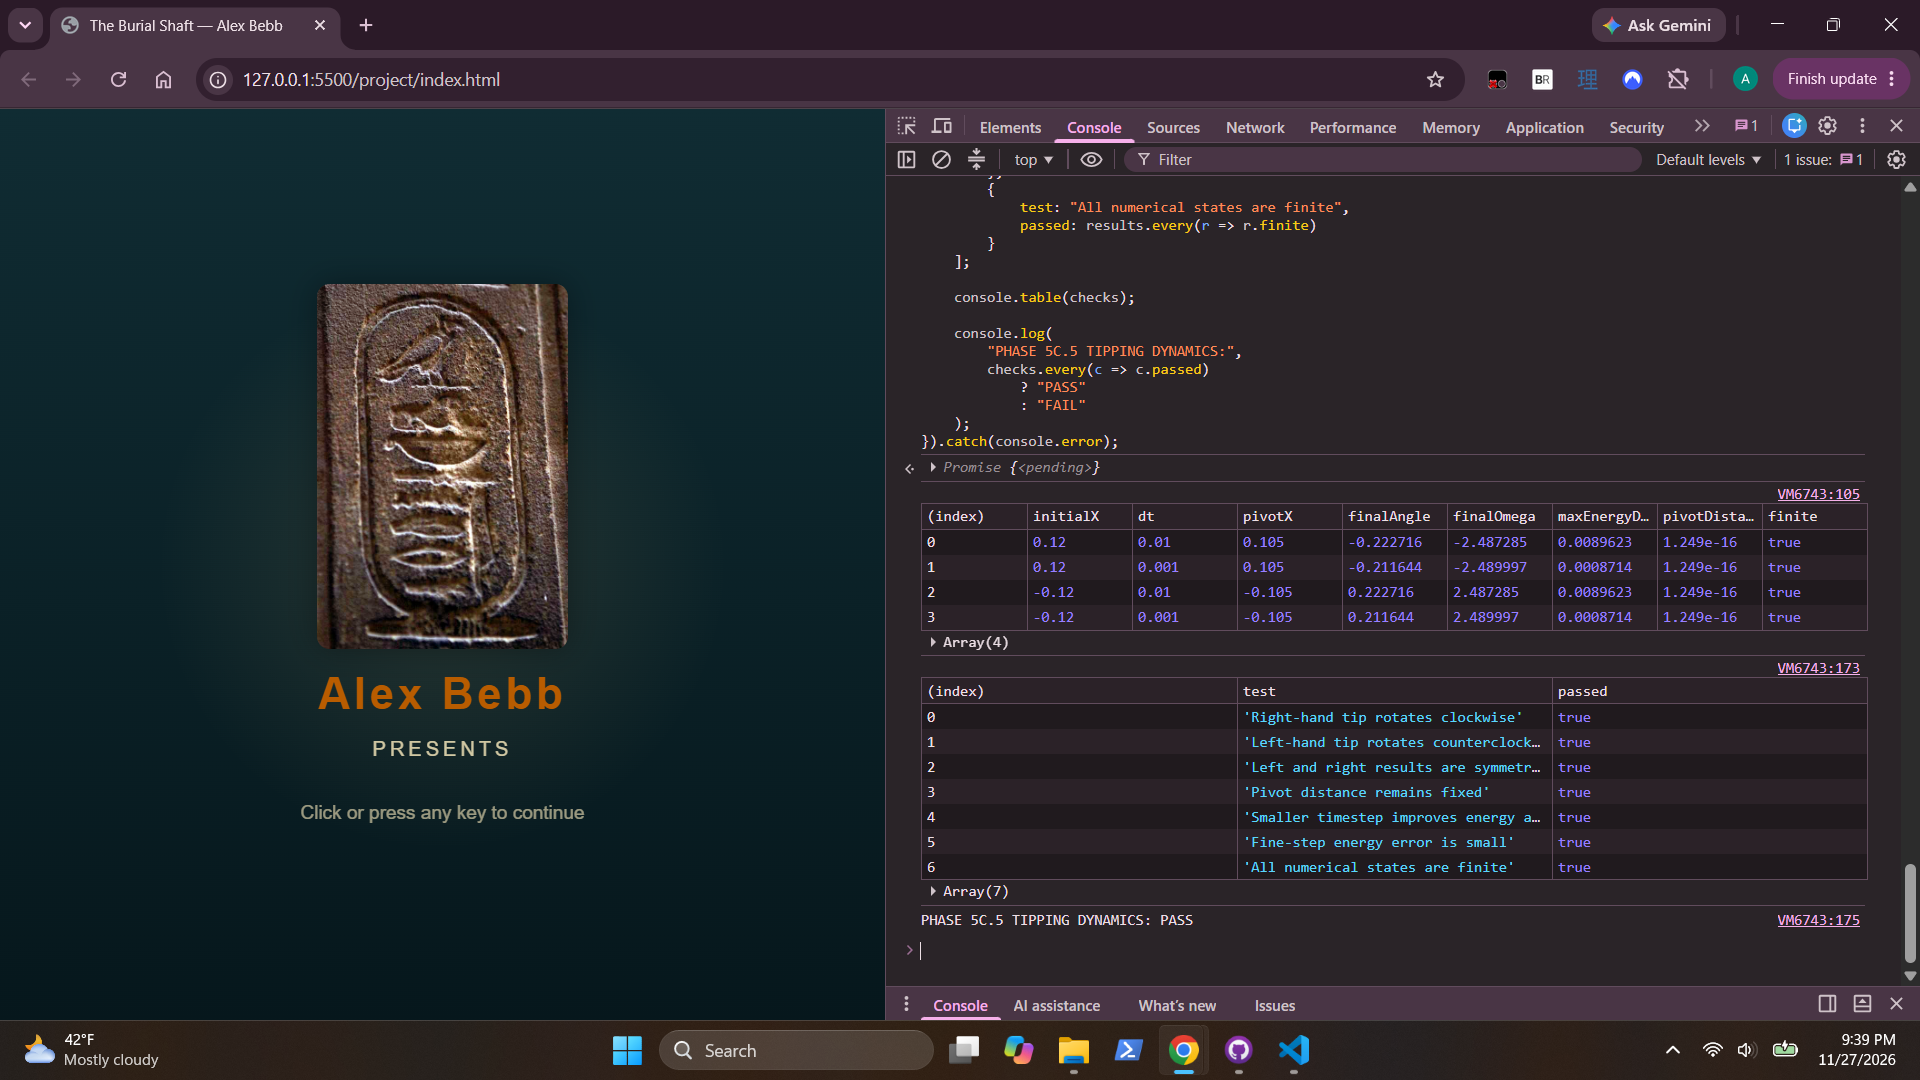 The Burial Shaft — Alex Bebb
Ask Gemini
127.0.0.1:5500/project/index.html
BR
理
A
Finish update
Elements Console Sources Network Performance Memory Application Security
1
top
Filter
Default levels
1 issue: 1
{
test: "All numerical states are finite",
passed: results.every(r => r.finite)
}
];
console.table(checks);
console.log(
"PHASE 5C.5 TIPPING DYNAMICS:",
checks.every(c => c.passed)
? "PASS"
: "FAIL"
);
}).catch(console.error);
Promise {<pending>}
VM6743:105
(index) initialX dt pivotX finalAngle finalOmega maxEnergyD… pivotDista… finite
0 0.12 0.01 0.105 -0.222716 -2.487285 0.0089623 1.249e-16 true
1 0.12 0.001 0.105 -0.211644 -2.489997 0.0008714 1.249e-16 true
2 -0.12 0.01 -0.105 0.222716 2.487285 0.0089623 1.249e-16 true
3 -0.12 0.001 -0.105 0.211644 2.489997 0.0008714 1.249e-16 true
Array(4)
VM6743:173
(index) test passed
0 'Right-hand tip rotates clockwise' true
1 'Left-hand tip rotates counterclock… true
2 'Left and right results are symmetr… true
3 'Pivot distance remains fixed' true
4 'Smaller timestep improves energy a… true
5 'Fine-step energy error is small' true
6 'All numerical states are finite' true
Array(7)
PHASE 5C.5 TIPPING DYNAMICS: PASS
VM6743:175
Console AI assistance What's new Issues
Alex Bebb
PRESENTS
Click or press any key to continue
42°F
Mostly cloudy
Search
9:39 PM
11/27/2026